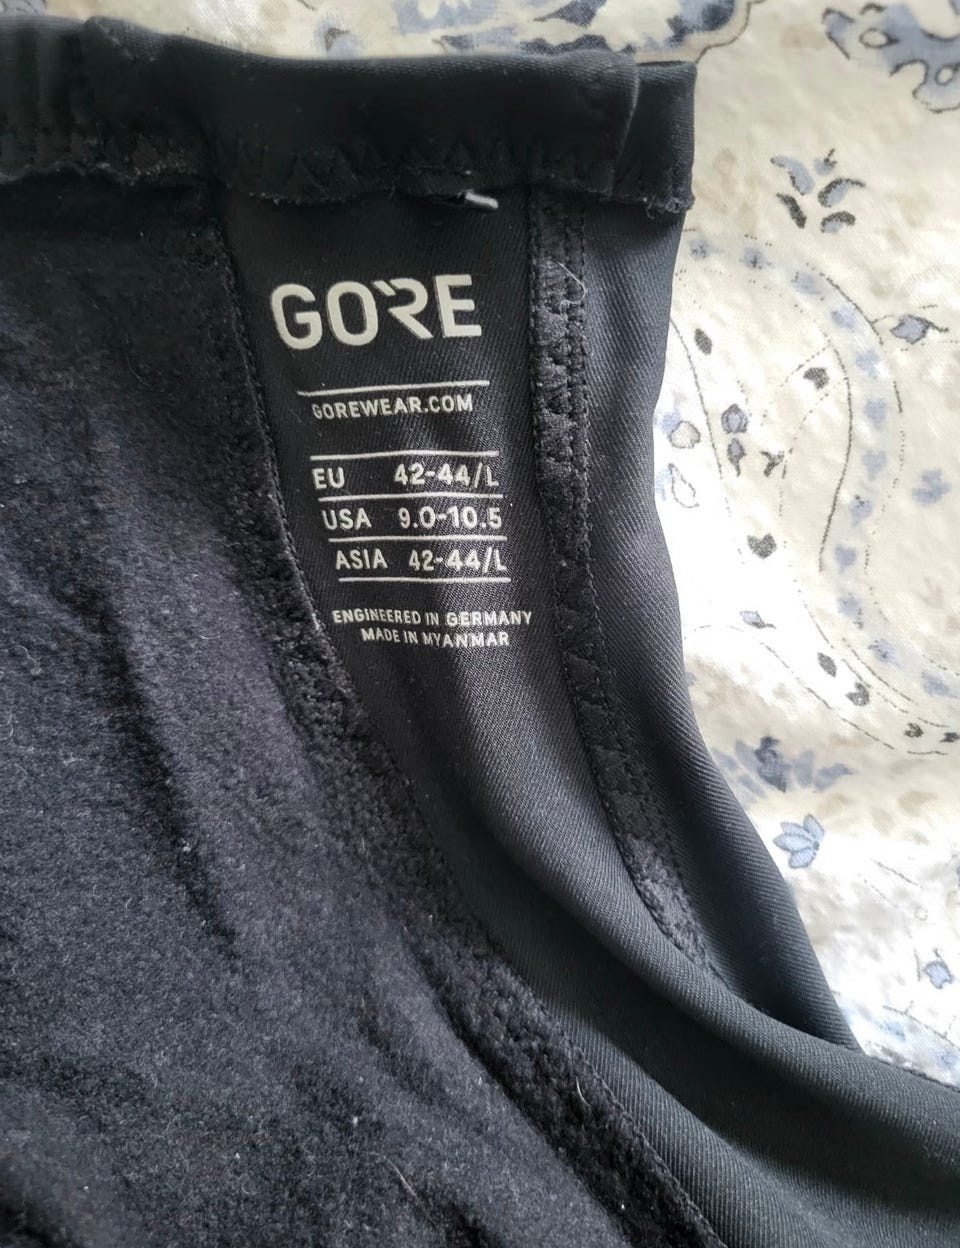 GORE
GOREWEAR.COM
EU 42-44/L
USA 9.0-10.5
ASIA 42-44/L
ENGINEERED IN GERMANY
MADE IN MYANMAR